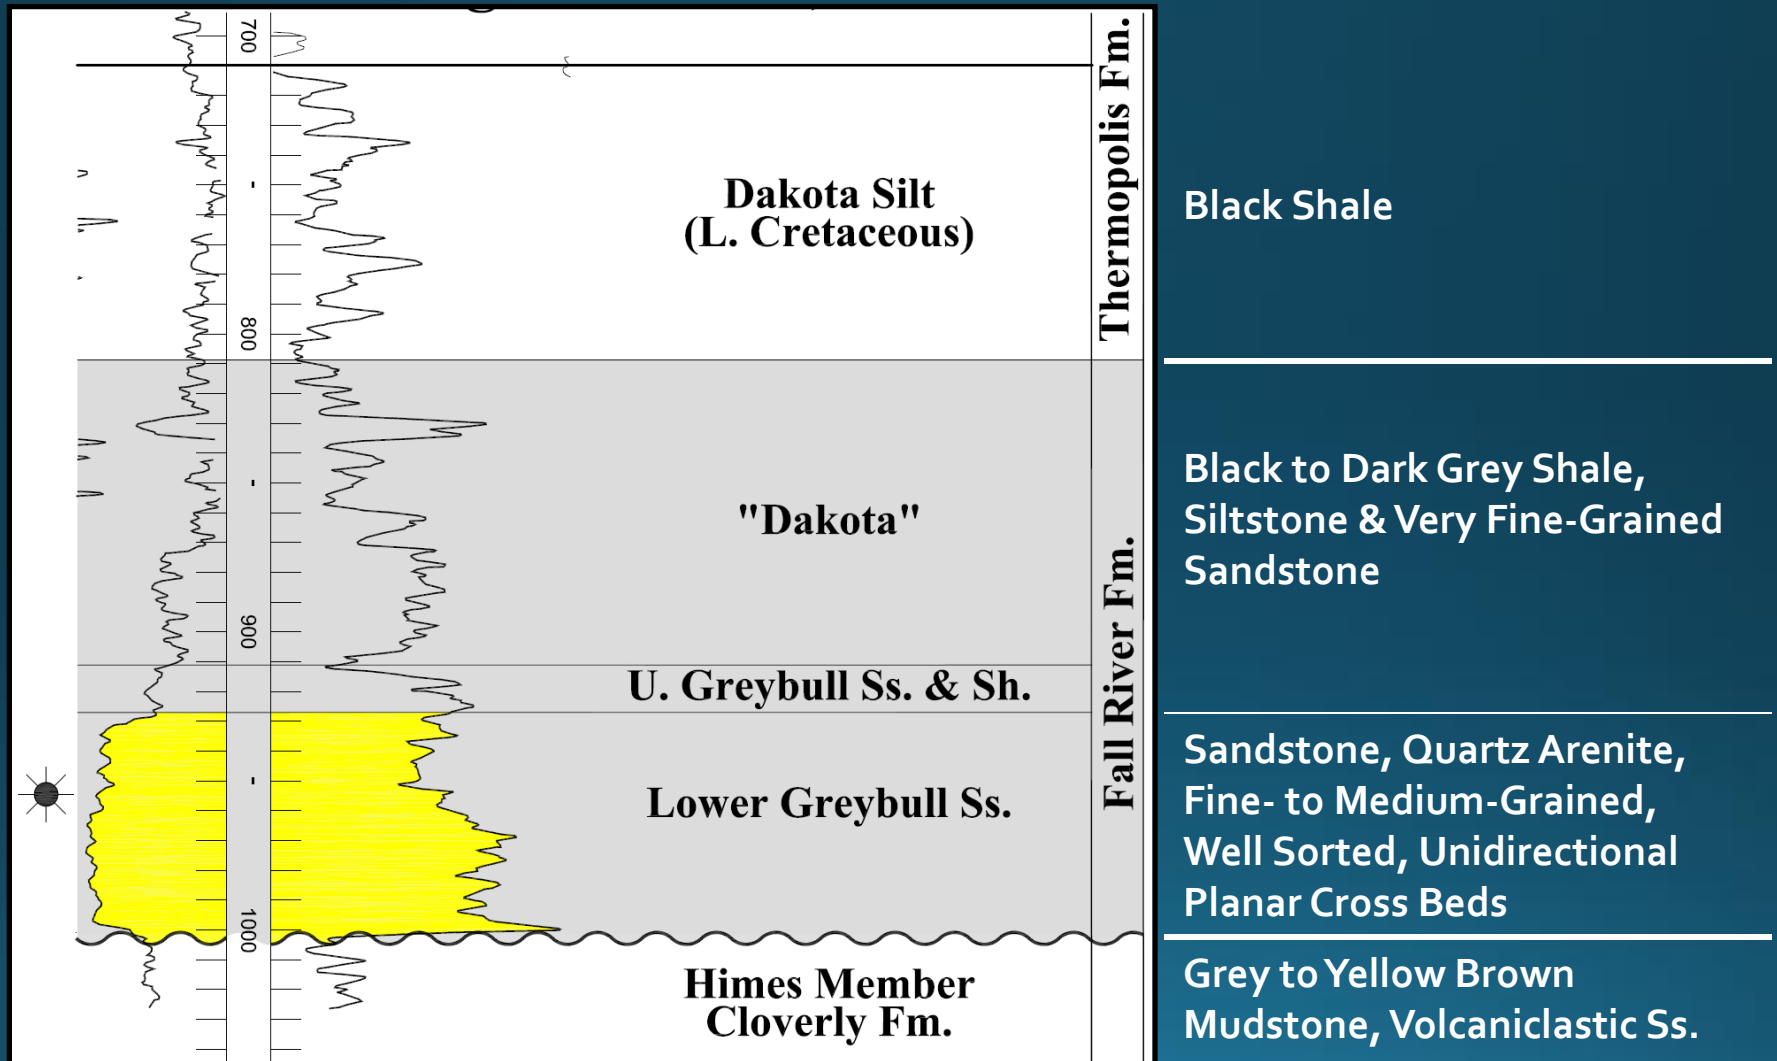 700
800
900
1000
Dakota Silt
(L. Cretaceous)
"Dakota"
U. Greybull Ss. & Sh.
Lower Greybull Ss.
Himes Member
Cloverly Fm.
Thermopolis Fm.
Fall River Fm.
Black Shale
Black to Dark Grey Shale,
Siltstone & Very Fine-Grained
Sandstone
Sandstone, Quartz Arenite,
Fine- to Medium-Grained,
Well Sorted, Unidirectional
Planar Cross Beds
Grey to Yellow Brown
Mudstone, Volcaniclastic Ss.